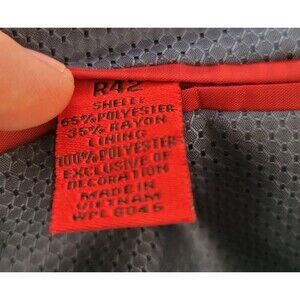 R42
SHELL:
65%POLYESTER
35%RAYON
LINING
100%POLYESTER
EXCLUSIVE OF
DECORATION
MADE IN
VIETNAM
WPL 8045